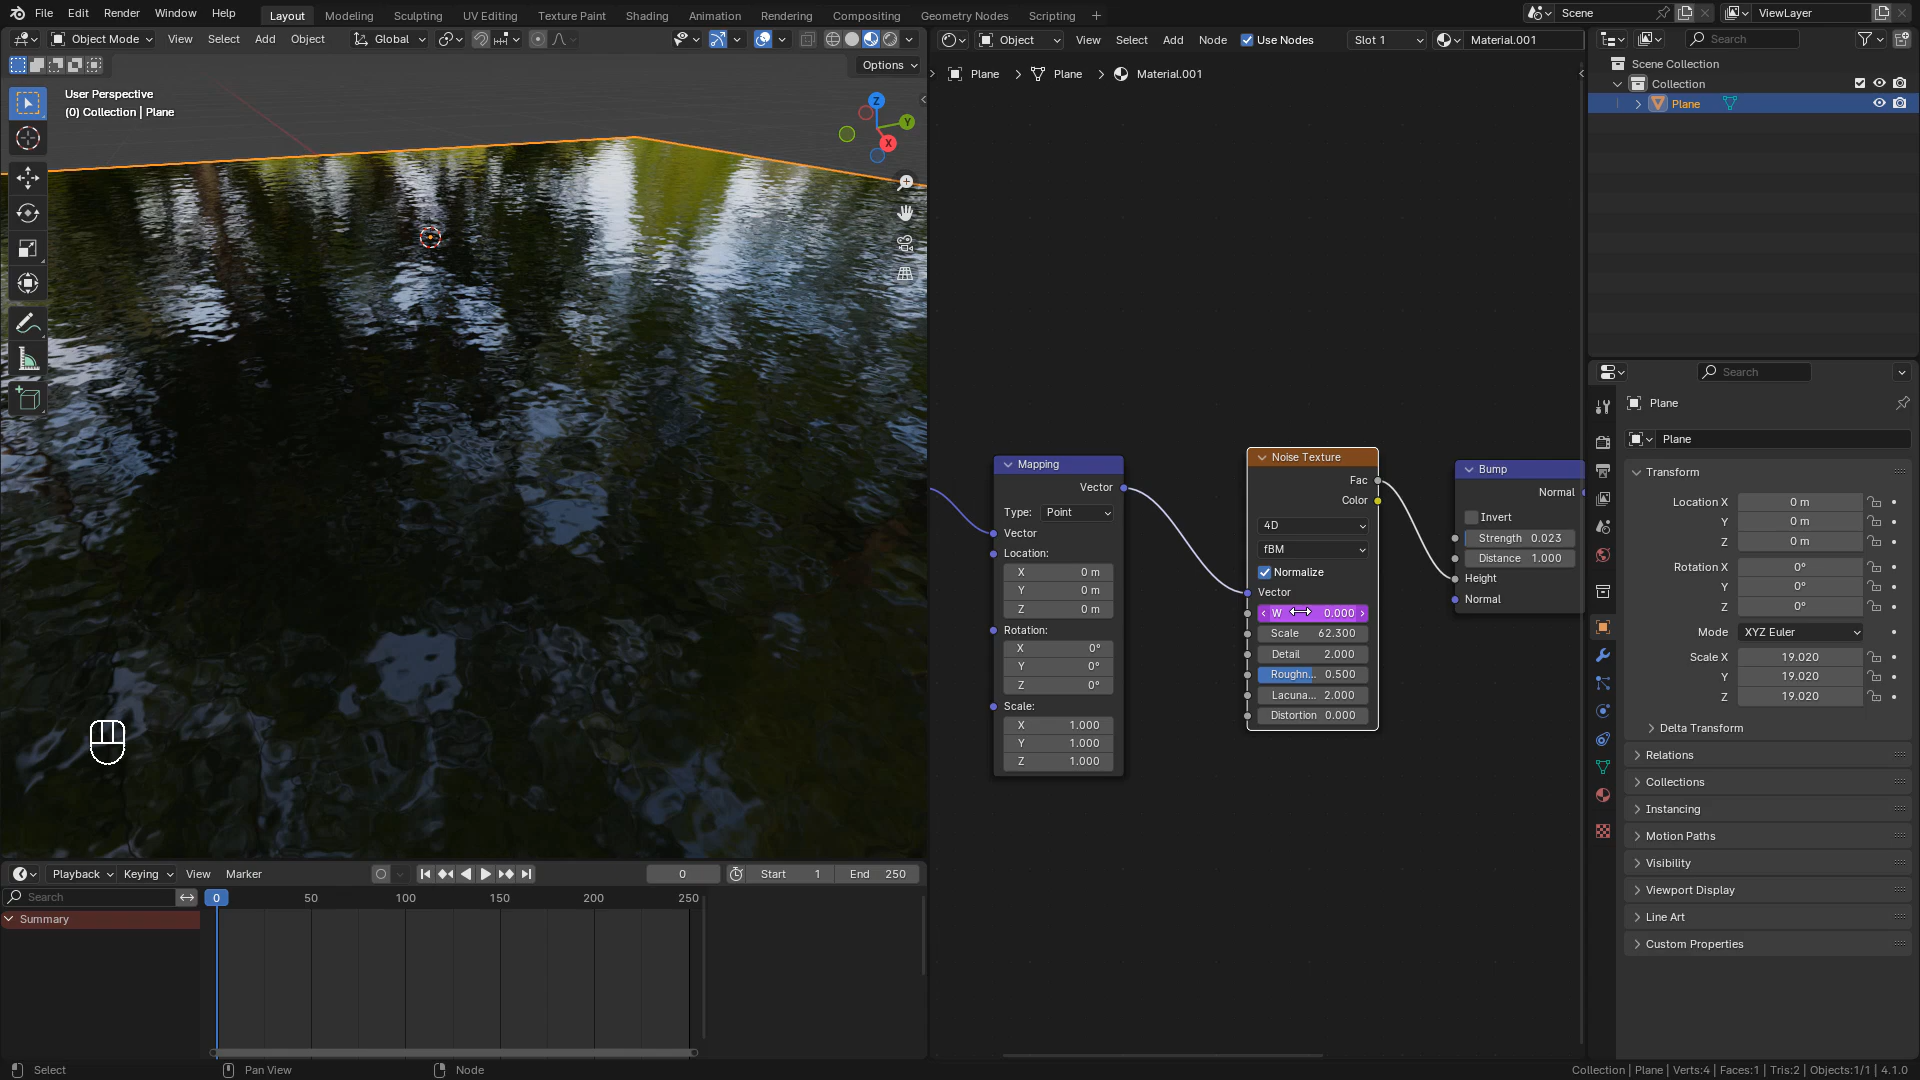 File Edit Render Window Help Layout Modeling Sculpting UV Editing Texture Paint Shading Animation Rendering Compositing Geometry Nodes Scripting + Scene ViewLayer
Object Mode View Select Add Object Global
Options
User Perspective
(0) Collection | Plane
Z
Y
X
Object View Select Add Node Use Nodes Slot 1 Material.001
Plane Plane Material.001
Mapping
Vector
Type: Point
Vector
Location:
X 0 m
Y 0 m
Z 0 m
Rotation:
X 0°
Y 0°
Z 0°
Scale:
X 1.000
Y 1.000
Z 1.000
Noise Texture
Fac
Color
4D
fBM
Normalize
Vector
W 0.000
Scale 62.300
Detail 2.000
Roughn... 0.500
Lacuna... 2.000
Distortion 0.000
Bump
Normal
Invert
Strength 0.023
Distance 1.000
Height
Normal
Search
Scene Collection
Collection
Plane
Search
Plane
Plane
Transform
Location X 0 m
Y 0 m
Z 0 m
Rotation X 0°
Y 0°
Z 0°
Mode XYZ Euler
Scale X 19.020
Y 19.020
Z 19.020
Delta Transform
Relations
Collections
Instancing
Motion Paths
Visibility
Viewport Display
Line Art
Custom Properties
Playback Keying View Marker 0 Start 1 End 250
Search 0 50 100 150 200 250
Summary
Select Pan View Node Collection | Plane | Verts:4 | Faces:1 | Tris:2 | Objects:1/1 | 4.1.0